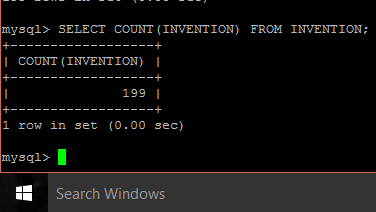 mysql> SELECT COUNT(INVENTION) FROM INVENTION;
+------------------+
| COUNT(INVENTION) |
+------------------+
|              199 |
+------------------+
1 row in set (0.00 sec)
mysql>
Search Windows